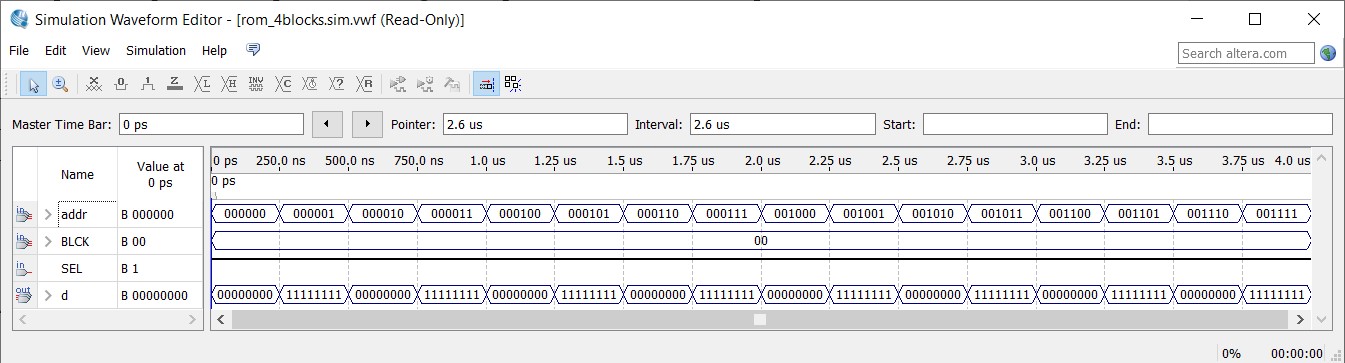 Simulation Waveform Editor - [rom_4blocks.sim.vwf (Read-Only)]
File Edit View Simulation Help
Search altera.com
Master Time Bar: 0 ps Pointer: 2.6 us Interval: 2.6 us Start: End:
Name Value at 0 ps
0 ps 250.0 ns 500.0 ns 750.0 ns 1.0 us 1.25 us 1.5 us 1.75 us 2.0 us 2.25 us 2.5 us 2.75 us 3.0 us 3.25 us 3.5 us 3.75 us 4.0 us
0 ps
in addr B 000000 000000 000001 000010 000011 000100 000101 000110 000111 001000 001001 001010 001011 001100 001101 001110 001111
in BLCK B 00 00
in SEL B 1
out d B 00000000 00000000 11111111 00000000 11111111 00000000 11111111 00000000 11111111 00000000 11111111 00000000 11111111 00000000 11111111 00000000 11111111
0% 00:00:00